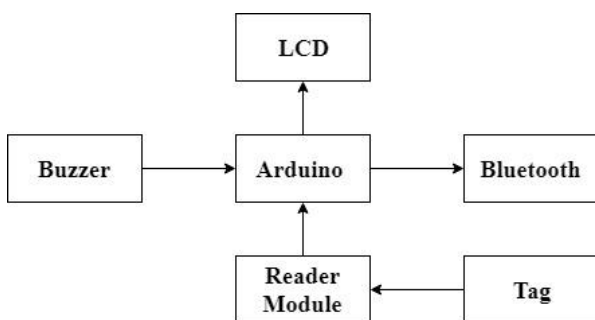 LCD
Buzzer
Arduino
Bluetooth
Reader
Module
Tag